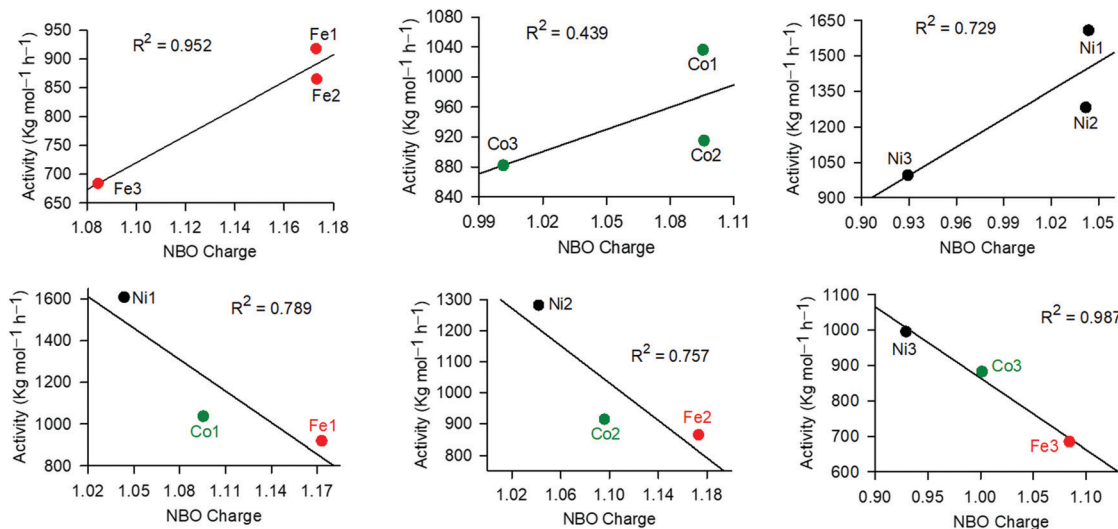 Activity (Kg mol⁻¹ h⁻¹)
950
900
850
800
750
700
650
R² = 0.952
Fe1
Fe2
Fe3
1.08 1.10 1.12 1.14 1.16 1.18
NBO Charge
Activity (Kg mol⁻¹ h⁻¹)
1080
1040
1000
960
920
880
840
R² = 0.439
Co1
Co2
Co3
0.99 1.02 1.05 1.08 1.11
NBO Charge
Activity (Kg mol⁻¹ h⁻¹)
1650
1500
1350
1200
1050
900
R² = 0.729
Ni1
Ni2
Ni3
0.90 0.93 0.96 0.99 1.02 1.05
NBO Charge
Activity (Kg mol⁻¹ h⁻¹)
1600
1400
1200
1000
800
Ni1
R² = 0.789
Co1
Fe1
1.02 1.05 1.08 1.11 1.14 1.17
NBO Charge
Activity (Kg mol⁻¹ h⁻¹)
1300
1200
1100
1000
900
800
Ni2
R² = 0.757
Co2
Fe2
1.02 1.06 1.10 1.14 1.18
NBO Charge
Activity (Kg mol⁻¹ h⁻¹)
1100
1000
900
800
700
600
R² = 0.987
Ni3
Co3
Fe3
0.90 0.95 1.00 1.05 1.10
NBO Charge